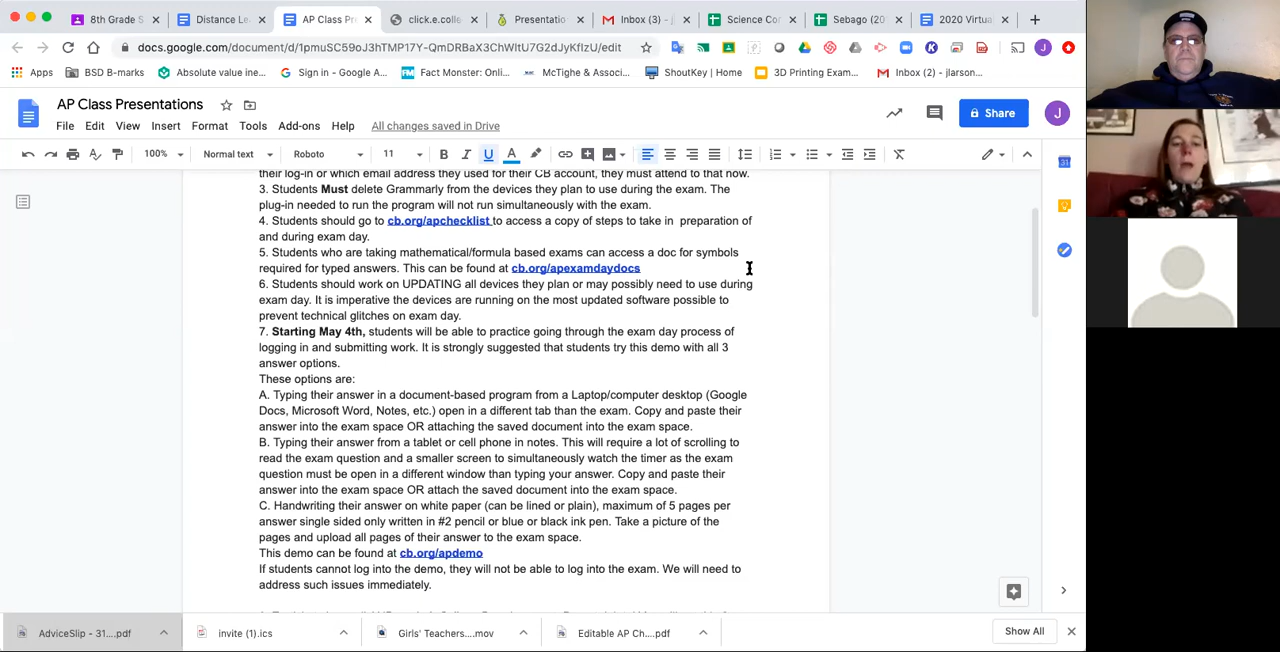 8th Grade S
Distance Le
AP Class Pre
click.e.colle
Presentatio
Inbox (3) - j
Science Cor
Sebago (20
2020 Virtua
docs.google.com/document/d/1pmuSC59oJ3hTMP17Y-QmDRBaX3ChWItU7G2dJyKfIzU/edit
Apps
BSD B-marks
Absolute value ine...
Sign in - Google A...
Fact Monster: Onli...
McTighe & Associ...
ShoutKey | Home
3D Printing Exam...
Inbox (2) - jlarson...
AP Class Presentations
File Edit View Insert Format Tools Add-ons Help All changes saved in Drive
Share
J
100% Normal text Roboto 11 B I U A
their log-in or which email address they used for their CB account, they must attend to that now.
3. Students Must delete Grammarly from the devices they plan to use during the exam. The
plug-in needed to run the program will not run simultaneously with the exam.
4. Students should go to cb.org/apchecklist to access a copy of steps to take in preparation of
and during exam day.
5. Students who are taking mathematical/formula based exams can access a doc for symbols
required for typed answers. This can be found at cb.org/apexamdaydocs
6. Students should work on UPDATING all devices they plan or may possibly need to use during
exam day. It is imperative the devices are running on the most updated software possible to
prevent technical glitches on exam day.
7. Starting May 4th, students will be able to practice going through the exam day process of
logging in and submitting work. It is strongly suggested that students try this demo with all 3
answer options.
These options are:
A. Typing their answer in a document-based program from a Laptop/computer desktop (Google
Docs, Microsoft Word, Notes, etc.) open in a different tab than the exam. Copy and paste their
answer into the exam space OR attaching the saved document into the exam space.
B. Typing their answer from a tablet or cell phone in notes. This will require a lot of scrolling to
read the exam question and a smaller screen to simultaneously watch the timer as the exam
question must be open in a different window than typing your answer. Copy and paste their
answer into the exam space OR attach the saved document into the exam space.
C. Handwriting their answer on white paper (can be lined or plain), maximum of 5 pages per
answer single sided only written in #2 pencil or blue or black ink pen. Take a picture of the
pages and upload all pages of their answer to the exam space.
This demo can be found at cb.org/apdemo
If students cannot log into the demo, they will not be able to log into the exam. We will need to
address such issues immediately.
AdviceSlip - 31....pdf
invite (1).ics
Girls' Teachers....mov
Editable AP Ch....pdf
Show All